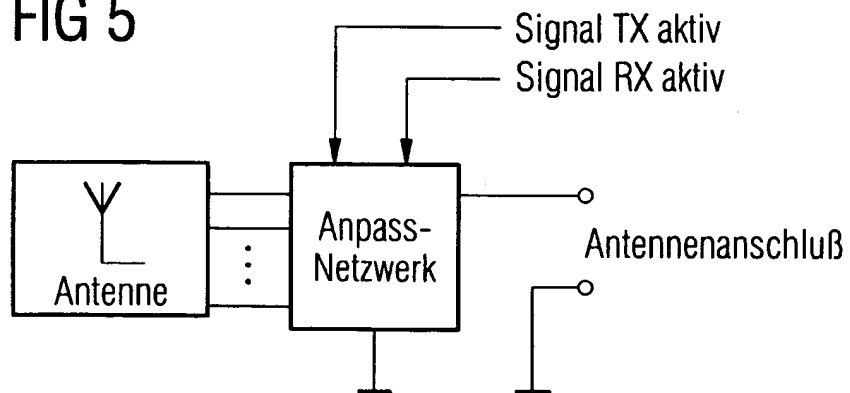 FIG 5
Signal TX aktiv
Signal RX aktiv
Antenne
Anpass-
Netzwerk
Antennenanschluß